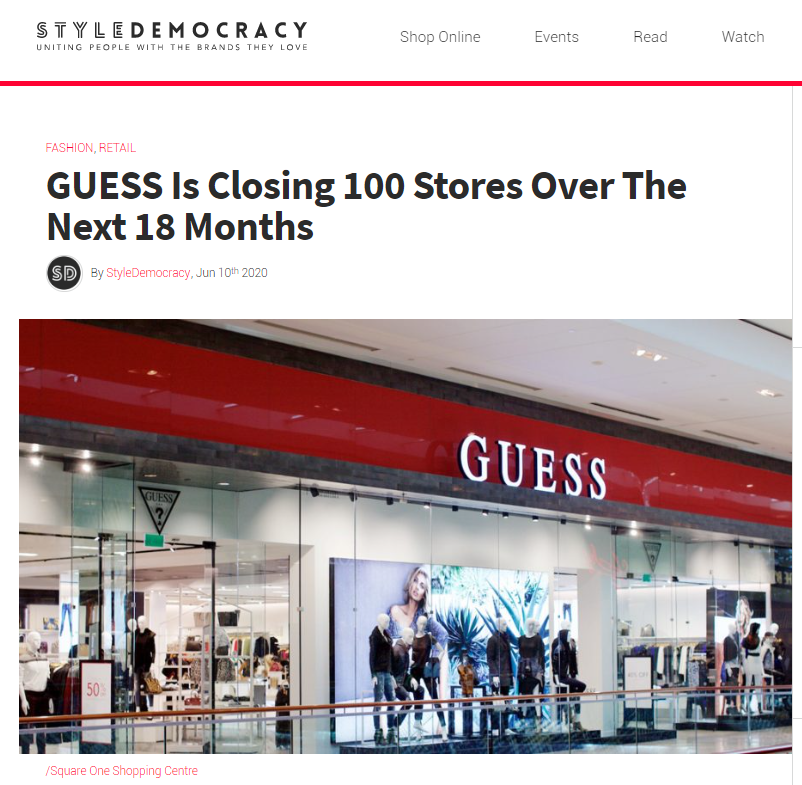 STYLEDEMOCRACY
UNITING PEOPLE WITH THE BRANDS THEY LOVE
Shop Online Events Read Watch
FASHION, RETAIL
GUESS Is Closing 100 Stores Over The
Next 18 Months
SD
By StyleDemocracy, Jun 10th 2020
GUESS
GUESS
?
50%
/Square One Shopping Centre